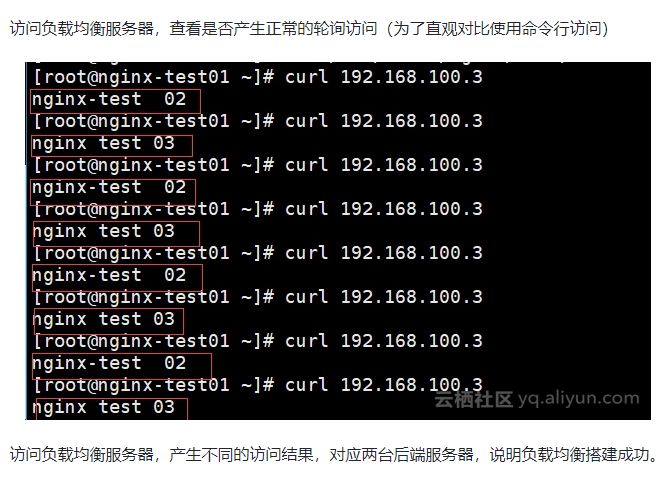 访问负载均衡服务器，查看是否产生正常的轮询访问（为了直观对比使用命令行访问）
[root@nginx-test01 ~]# curl 192.168.100.3
nginx-test  02
[root@nginx-test01 ~]# curl 192.168.100.3
nginx test 03
[root@nginx-test01 ~]# curl 192.168.100.3
nginx-test  02
[root@nginx-test01 ~]# curl 192.168.100.3
nginx test 03
[root@nginx-test01 ~]# curl 192.168.100.3
nginx-test  02
[root@nginx-test01 ~]# curl 192.168.100.3
nginx test 03
[root@nginx-test01 ~]# curl 192.168.100.3
nginx-test  02
[root@nginx-test01 ~]# curl 192.168.100.3
nginx test 03
云栖社区 yq.aliyun.com
访问负载均衡服务器，产生不同的访问结果，对应两台后端服务器，说明负载均衡搭建成功。